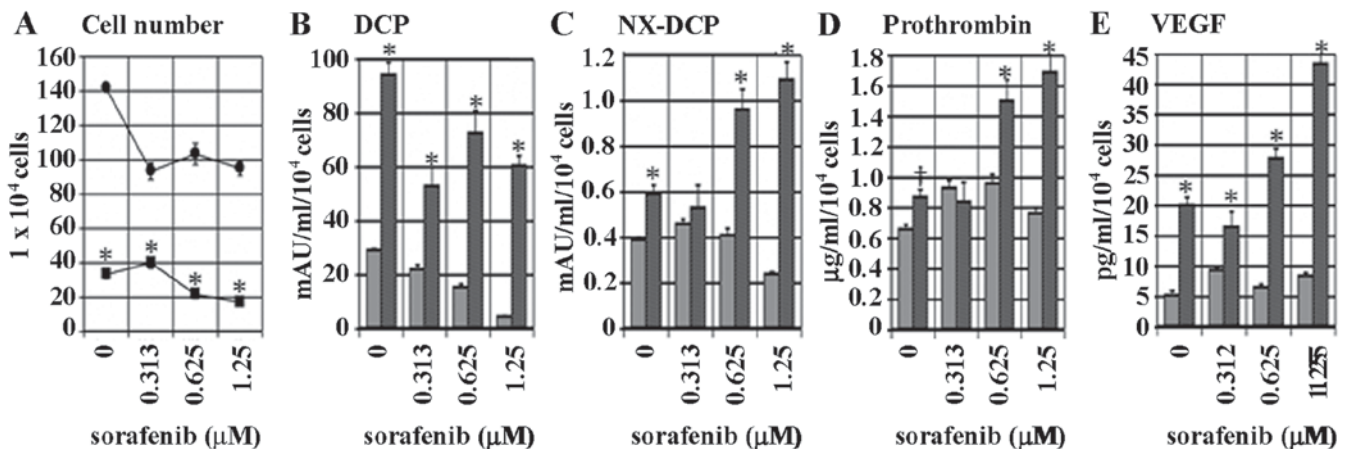 A Cell number
1 x 10⁴ cells
160
140
120
100
80
60
40
20
0
* * * *
0 0.313 0.625 1.25
sorafenib (µM)
B DCP
mAU/ml/10⁴ cells
100
80
60
40
20
0
* * * *
0 0.313 0.625 1.25
sorafenib (µM)
C NX-DCP
mAU/ml/10⁴ cells
1.2
1.0
0.8
0.6
0.4
0.2
0
* * *
0 0.313 0.625 1.25
sorafenib (µM)
D Prothrombin
µg/ml/10⁴ cells
1.8
1.6
1.4
1.2
1.0
0.8
0.6
0.4
0.2
0
† * *
0 0.313 0.625 1.25
sorafenib (µM)
E VEGF
pg/ml/10⁴ cells
45
40
35
30
25
20
15
10
5
0
* * * *
0 0.312 0.625
sorafenib (µM)